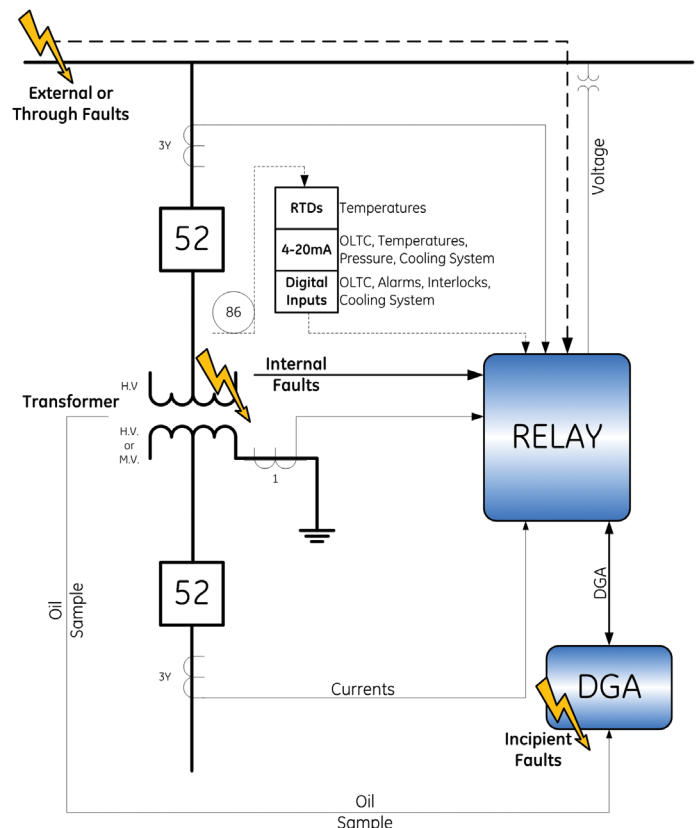 External or
Through Faults
3Y
Voltage
52
RTDs
Temperatures
4-20mA
OLTC, Temperatures,
Pressure, Cooling System
Digital
Inputs
OLTC, Alarms, Interlocks,
Cooling System
86
Internal
Faults
H.V
Transformer
H.V.
or
M.V.
1
RELAY
52
Oil
Sample
DGA
3Y
Currents
DGA
Incipient
Faults
Oil
Sample